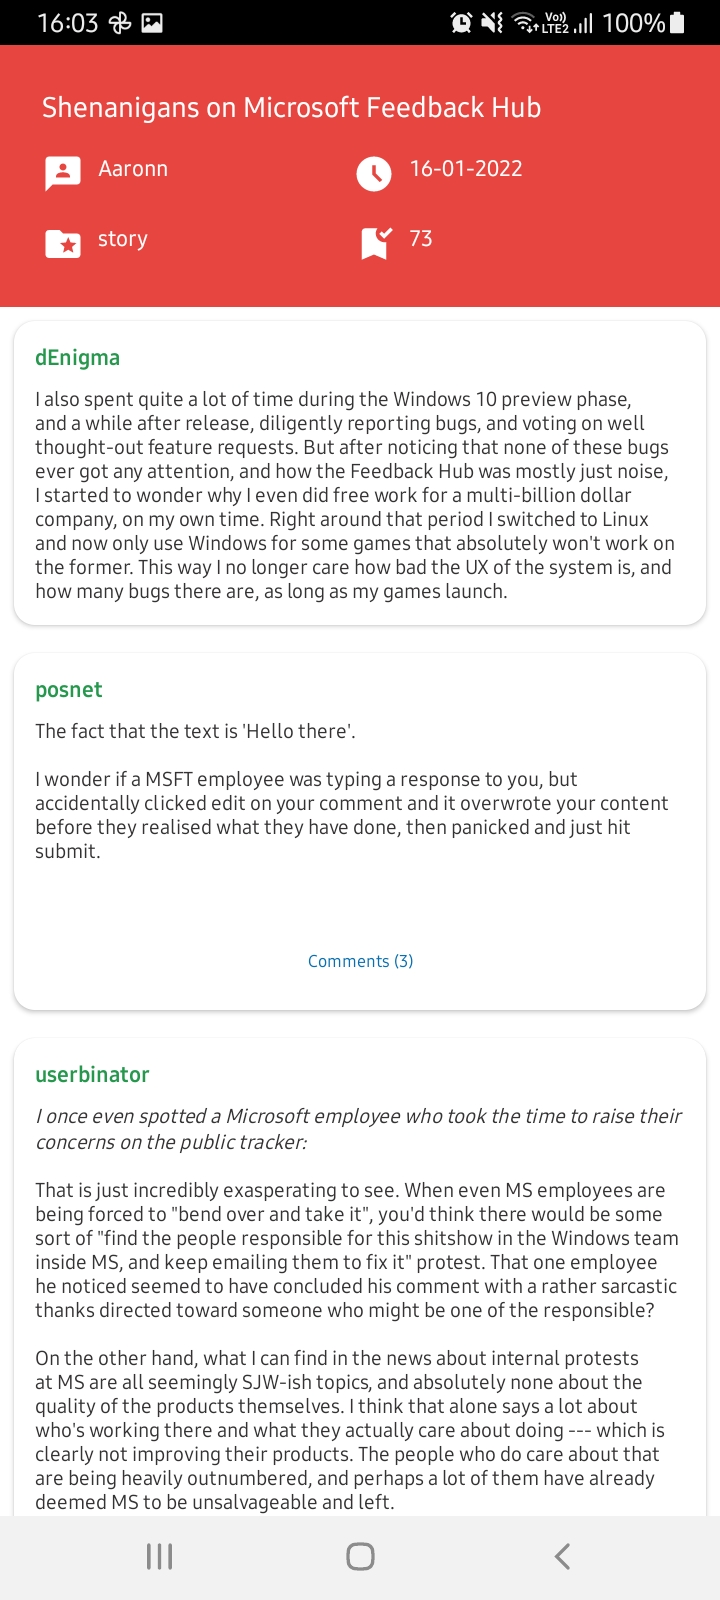 16:03
Vo)) LTE2 100%
Shenanigans on Microsoft Feedback Hub
Aaronn
16-01-2022
story
73
dEnigma
I also spent quite a lot of time during the Windows 10 preview phase,
and a while after release, diligently reporting bugs, and voting on well
thought-out feature requests. But after noticing that none of these bugs
ever got any attention, and how the Feedback Hub was mostly just noise,
I started to wonder why I even did free work for a multi-billion dollar
company, on my own time. Right around that period I switched to Linux
and now only use Windows for some games that absolutely won't work on
the former. This way I no longer care how bad the UX of the system is, and
how many bugs there are, as long as my games launch.
posnet
The fact that the text is 'Hello there'.
I wonder if a MSFT employee was typing a response to you, but
accidentally clicked edit on your comment and it overwrote your content
before they realised what they have done, then panicked and just hit
submit.
Comments (3)
userbinator
I once even spotted a Microsoft employee who took the time to raise their
concerns on the public tracker:
That is just incredibly exasperating to see. When even MS employees are
being forced to "bend over and take it", you'd think there would be some
sort of "find the people responsible for this shitshow in the Windows team
inside MS, and keep emailing them to fix it" protest. That one employee
he noticed seemed to have concluded his comment with a rather sarcastic
thanks directed toward someone who might be one of the responsible?
On the other hand, what I can find in the news about internal protests
at MS are all seemingly SJW-ish topics, and absolutely none about the
quality of the products themselves. I think that alone says a lot about
who's working there and what they actually care about doing --- which is
clearly not improving their products. The people who do care about that
are being heavily outnumbered, and perhaps a lot of them have already
deemed MS to be unsalvageable and left.